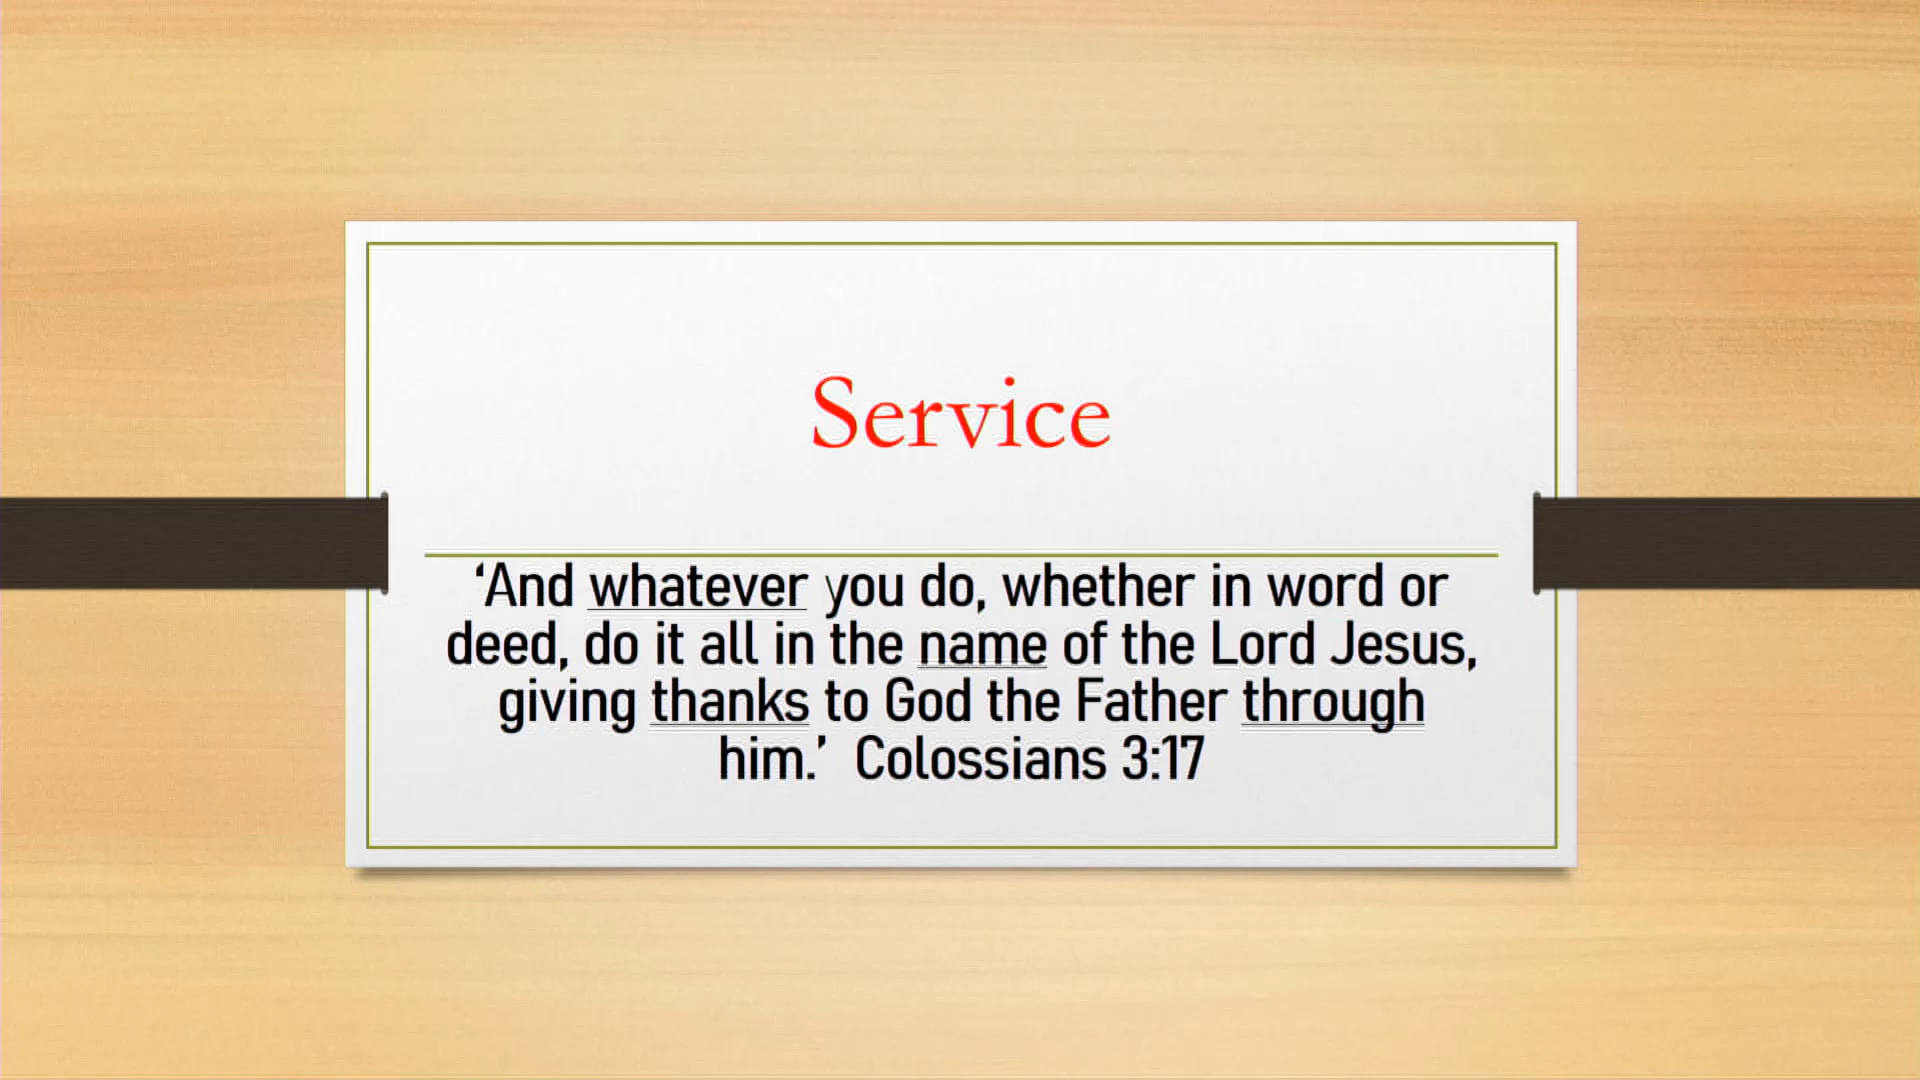 Service
‘And whatever you do, whether in word or
deed, do it all in the name of the Lord Jesus,
giving thanks to God the Father through
him.’  Colossians 3:17